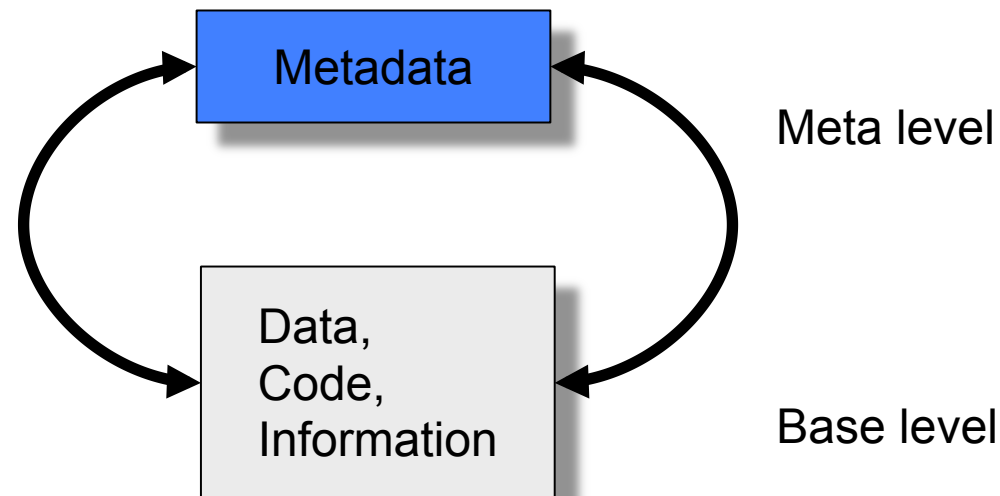 Metadata
Meta level
Data,
Code,
Information
Base level